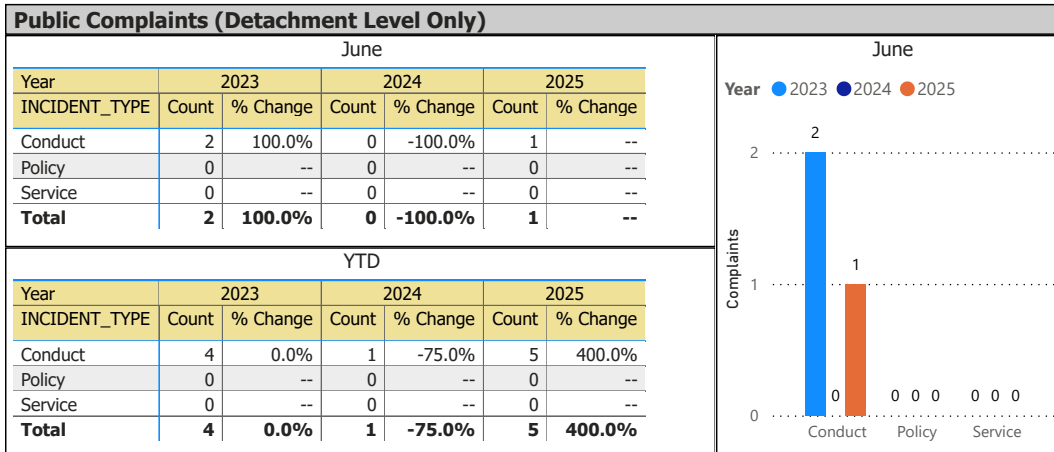 Public Complaints (Detachment Level Only)
June
Year 2023 2024 2025
INCIDENT_TYPE Count % Change Count % Change Count % Change
Conduct 2 100.0% 0 -100.0% 1 --
Policy 0 -- 0 -- 0 --
Service 0 -- 0 -- 0 --
Total 2 100.0% 0 -100.0% 1 --
YTD
Year 2023 2024 2025
INCIDENT_TYPE Count % Change Count % Change Count % Change
Conduct 4 0.0% 1 -75.0% 5 400.0%
Policy 0 -- 0 -- 0 --
Service 0 -- 0 -- 0 --
Total 4 0.0% 1 -75.0% 5 400.0%
June
Year 2023 2024 2025
Complaints
2
1
0
2 0 1 0 0 0 0 0 0
Conduct Policy Service